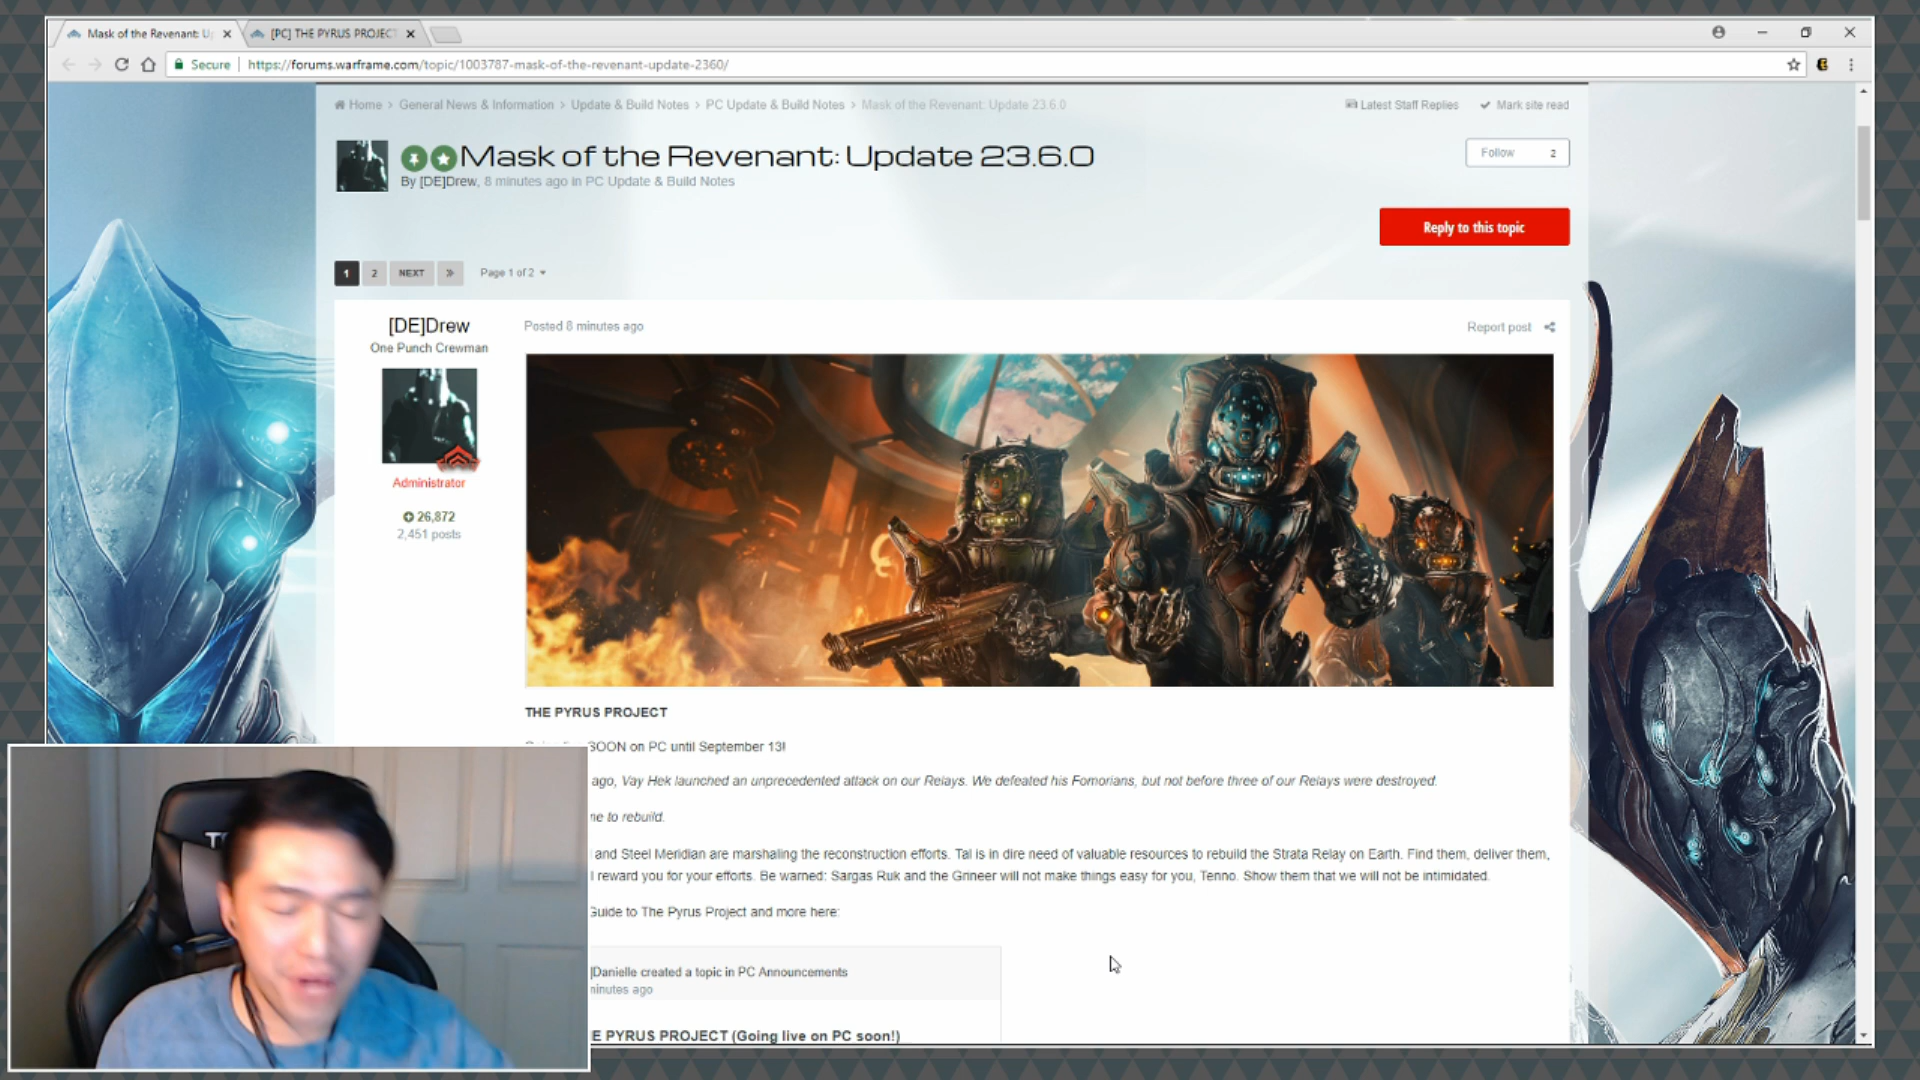 Mask of the Revenant: U
[PC] THE PYRUS PROJECT
Secure
https://forums.warframe.com/topic/1003787-mask-of-the-revenant-update-2360/
Home > General News & Information > Update & Build Notes > PC Update & Build Notes > Mask of the Revenant: Update 23.6.0
Latest Staff Replies
Mark site read
Mask of the Revenant: Update 23.6.0
By [DE]Drew, 8 minutes ago in PC Update & Build Notes
Follow 2
Reply to this topic
1 2 NEXT » Page 1 of 2
[DE]Drew
One Punch Crewman
Administrator
26,872
2,451 posts
Posted 8 minutes ago
Report post
THE PYRUS PROJECT
SOON on PC until September 13!
ago, Vay Hek launched an unprecedented attack on our Relays. We defeated his Fomorians, but not before three of our Relays were destroyed.
me to rebuild.
and Steel Meridian are marshaling the reconstruction efforts. Tal is in dire need of valuable resources to rebuild the Strata Relay on Earth. Find them, deliver them,
l reward you for your efforts. Be warned: Sargas Ruk and the Grineer will not make things easy for you, Tenno. Show them that we will not be intimidated.
Guide to The Pyrus Project and more here:
]Danielle created a topic in PC Announcements
minutes ago
E PYRUS PROJECT (Going live on PC soon!)